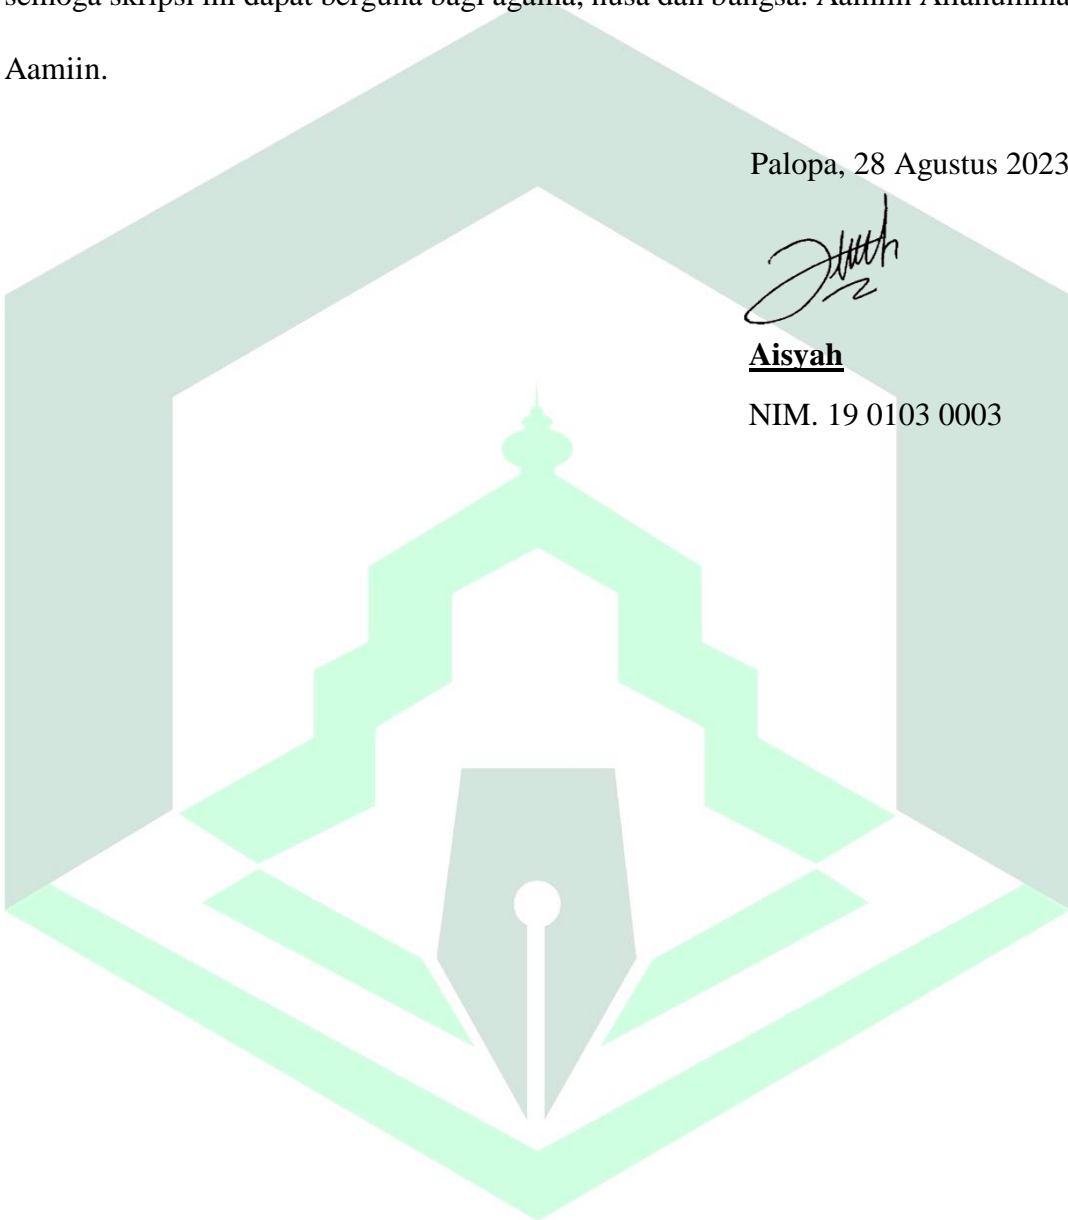 semoga skripsi ini dapat berguna bagi agama, nusa dan bangsa. Aamiin Allahumma
Aamiin.
Palopa, 28 Agustus 2023
Aisyah
NIM. 19 0103 0003